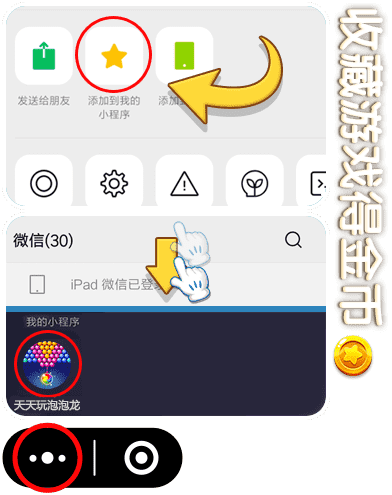 发送给朋友
添加到我的
小程序
添加到
微信(30)
iPad 微信已登
我的小程序
天天玩泡泡龙
收藏游戏得金币